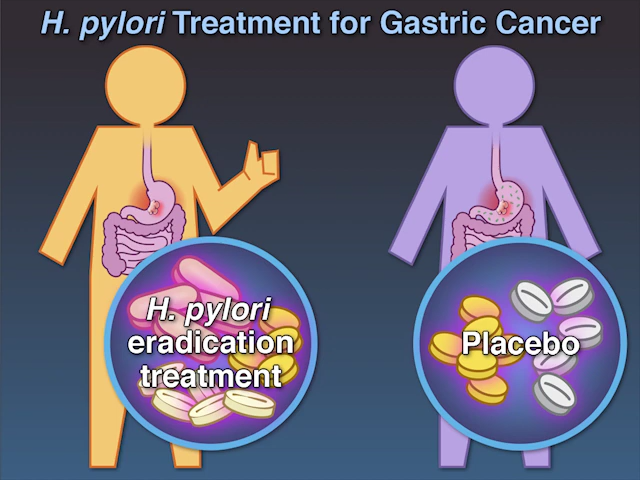 H. pylori Treatment for Gastric Cancer
H. pylori
eradication
treatment
Placebo